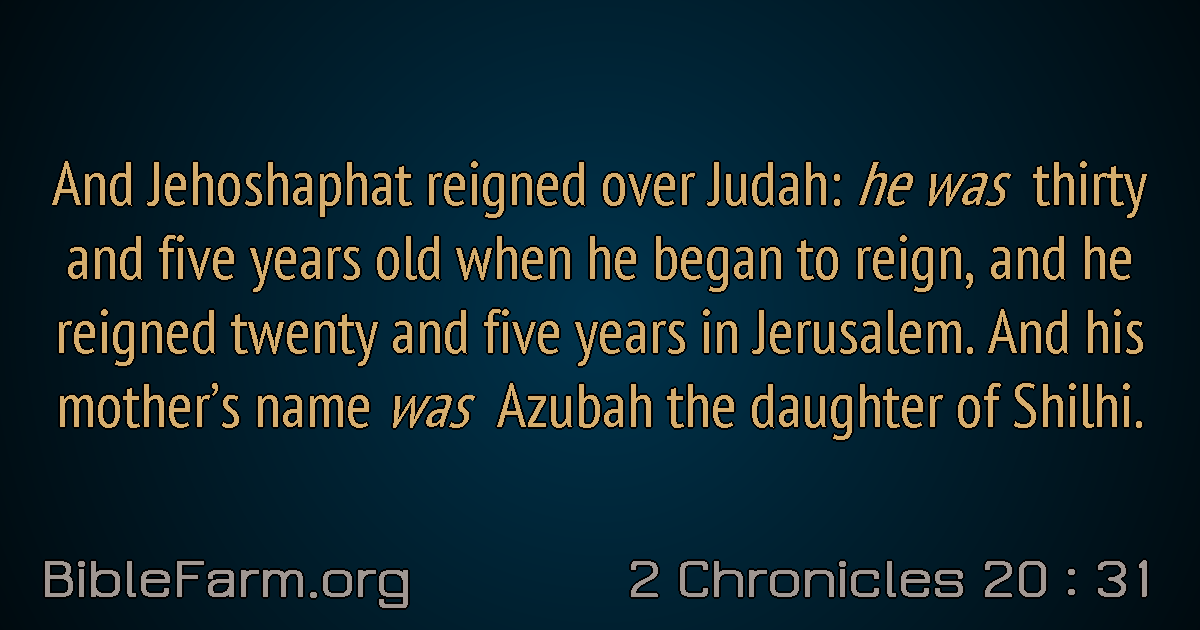 And Jehoshaphat reigned over Judah: he was thirty
and five years old when he began to reign, and he
reigned twenty and five years in Jerusalem. And his
mother’s name was Azubah the daughter of Shilhi.
BibleFarm.org
2 Chronicles 20 : 31